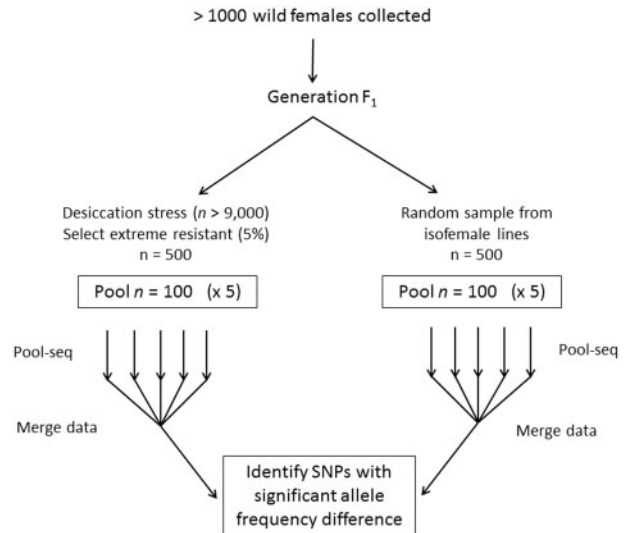 > 1000 wild females collected
Generation F₁
Desiccation stress (n > 9,000)
Select extreme resistant (5%)
n = 500
Pool n = 100 (x 5)
Random sample from
isofemale lines
n = 500
Pool n = 100 (x 5)
Pool-seq
Pool-seq
Merge data
Merge data
Identify SNPs with
significant allele
frequency difference